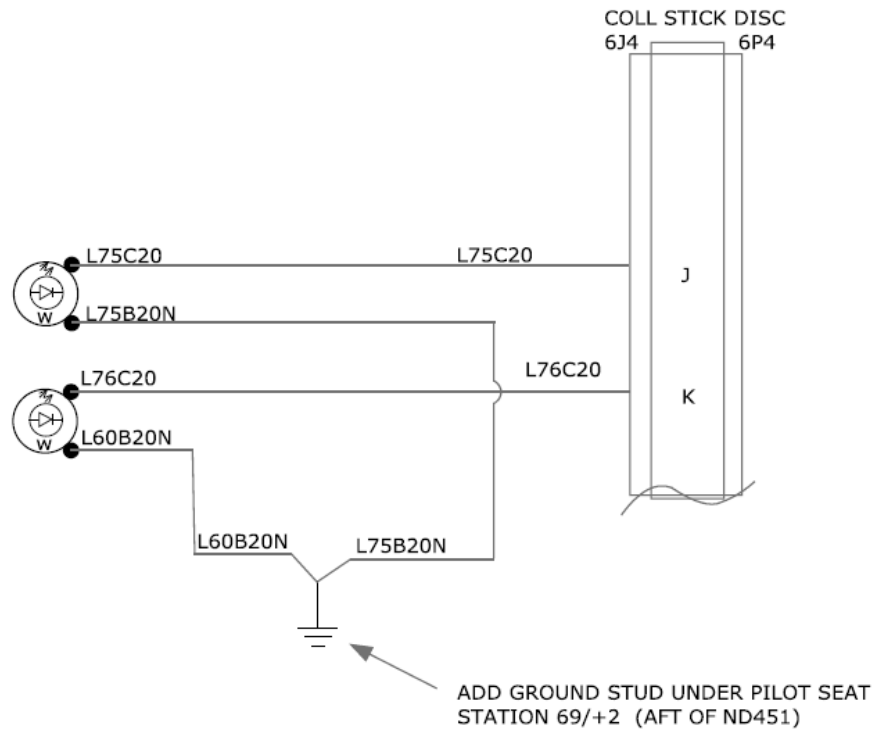 COLL STICK DISC
6J4 6P4
L75C20 L75C20
J
W
L75B20N
L76C20 L76C20
K
W
L60B20N
L60B20N L75B20N
ADD GROUND STUD UNDER PILOT SEAT
STATION 69/+2 (AFT OF ND451)